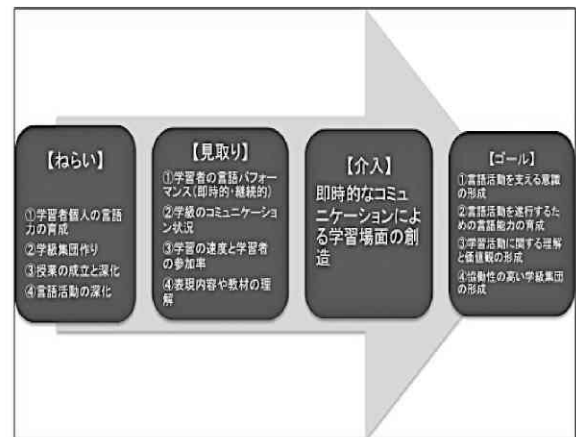 【ねらい】
①学習者個人の言語
力の育成
②学級集団作り
③授業の成立と深化
④言語活動の深化
【見取り】
①学習者の言語パフォー
マンス(即時的・継続的)
②学級のコミュニケーション
状況
③学習の速度と学習者
の参加率
④表現内容や教材の理
解
【介入】
即時的なコミュ
ニケーションによ
る学習場面の創
造
【ゴール】
①言語活動を支える意識
の形成
②言語活動を遂行するた
めの言語能力の育成
③学習活動に関する理解
と価値観の形成
④協働性の高い学級集団
の形成